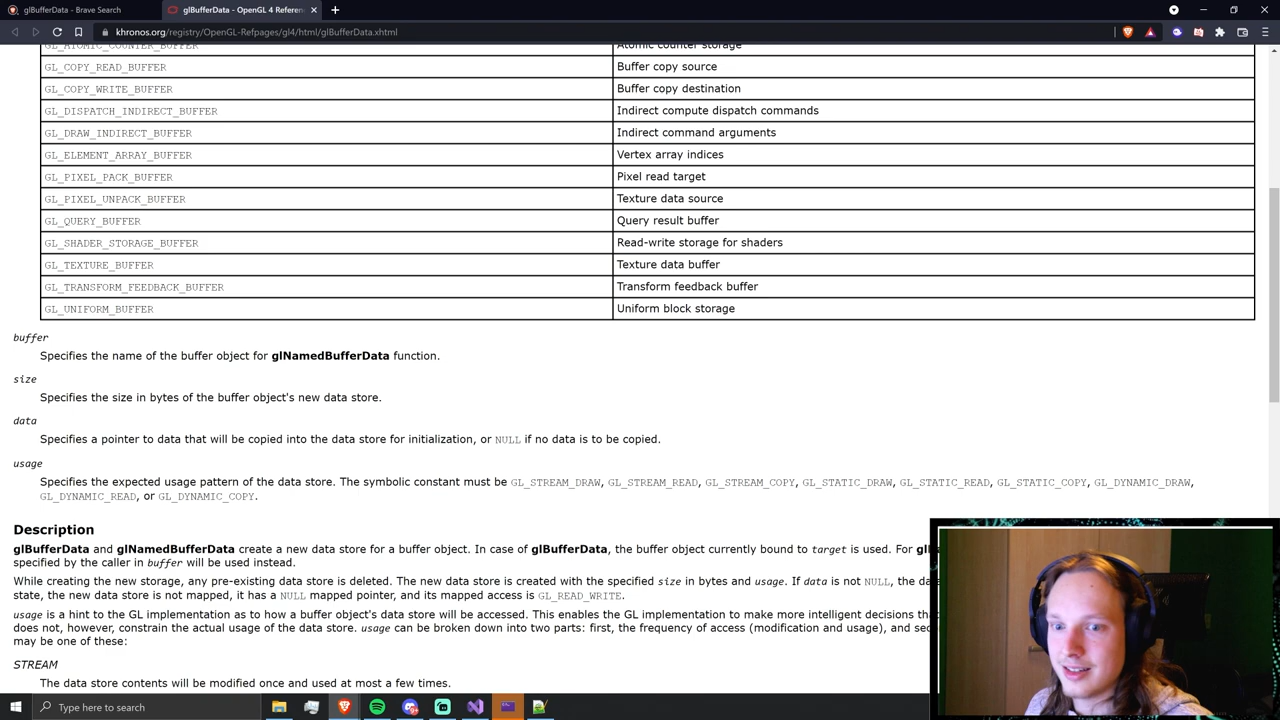 glBufferData - Brave Search
glBufferData - OpenGL 4 Referen
khronos.org/registry/OpenGL-Refpages/gl4/html/glBufferData.xhtml
GL_ATOMIC_COUNTER_BUFFER Atomic counter storage
GL_COPY_READ_BUFFER Buffer copy source
GL_COPY_WRITE_BUFFER Buffer copy destination
GL_DISPATCH_INDIRECT_BUFFER Indirect compute dispatch commands
GL_DRAW_INDIRECT_BUFFER Indirect command arguments
GL_ELEMENT_ARRAY_BUFFER Vertex array indices
GL_PIXEL_PACK_BUFFER Pixel read target
GL_PIXEL_UNPACK_BUFFER Texture data source
GL_QUERY_BUFFER Query result buffer
GL_SHADER_STORAGE_BUFFER Read-write storage for shaders
GL_TEXTURE_BUFFER Texture data buffer
GL_TRANSFORM_FEEDBACK_BUFFER Transform feedback buffer
GL_UNIFORM_BUFFER Uniform block storage
buffer
Specifies the name of the buffer object for glNamedBufferData function.
size
Specifies the size in bytes of the buffer object's new data store.
data
Specifies a pointer to data that will be copied into the data store for initialization, or NULL if no data is to be copied.
usage
Specifies the expected usage pattern of the data store. The symbolic constant must be GL_STREAM_DRAW, GL_STREAM_READ, GL_STREAM_COPY, GL_STATIC_DRAW, GL_STATIC_READ, GL_STATIC_COPY, GL_DYNAMIC_DRAW,
GL_DYNAMIC_READ, or GL_DYNAMIC_COPY.
Description
glBufferData and glNamedBufferData create a new data store for a buffer object. In case of glBufferData, the buffer object currently bound to target is used. For
specified by the caller in buffer will be used instead.
While creating the new storage, any pre-existing data store is deleted. The new data store is created with the specified size in bytes and usage. If data is not NULL, the
state, the new data store is not mapped, it has a NULL mapped pointer, and its mapped access is GL_READ_WRITE.
usage is a hint to the GL implementation as to how a buffer object's data store will be accessed. This enables the GL implementation to make more intelligent decisions
does not, however, constrain the actual usage of the data store. usage can be broken down into two parts: first, the frequency of access (modification and usage), and
may be one of these:
STREAM
The data store contents will be modified once and used at most a few times.
Type here to search